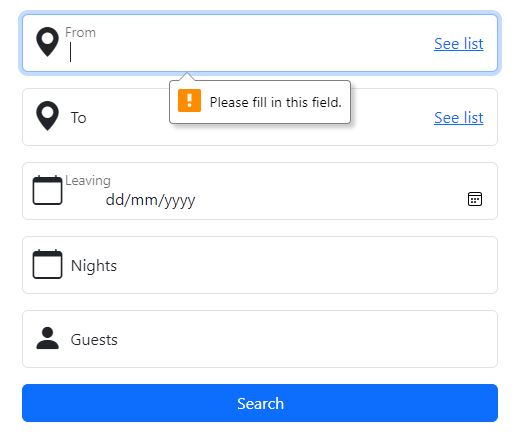 From
See list
Please fill in this field.
To
See list
Leaving
dd/mm/yyyy
Nights
Guests
Search